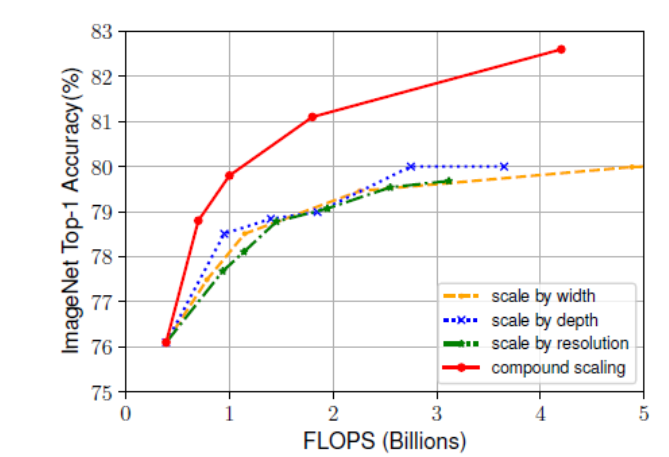 83
82
81
80
79
78
77
76
75
ImageNet Top-1 Accuracy(%)
scale by width
scale by depth
scale by resolution
compound scaling
0 1 2 3 4 5
FLOPS (Billions)